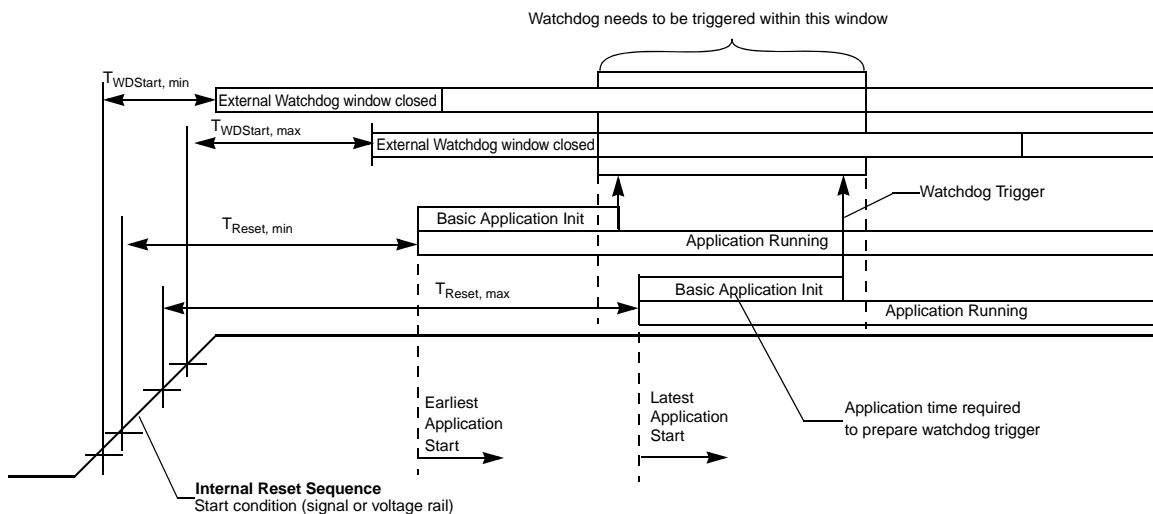 Watchdog needs to be triggered within this window
TWDStart, min
External Watchdog window closed
TWDStart, max
External Watchdog window closed
Watchdog Trigger
Basic Application Init
TReset, min
Application Running
TReset, max
Basic Application Init
Application Running
Earliest
Application
Start
Latest
Application
Start
Application time required
to prepare watchdog trigger
Internal Reset Sequence
Start condition (signal or voltage rail)